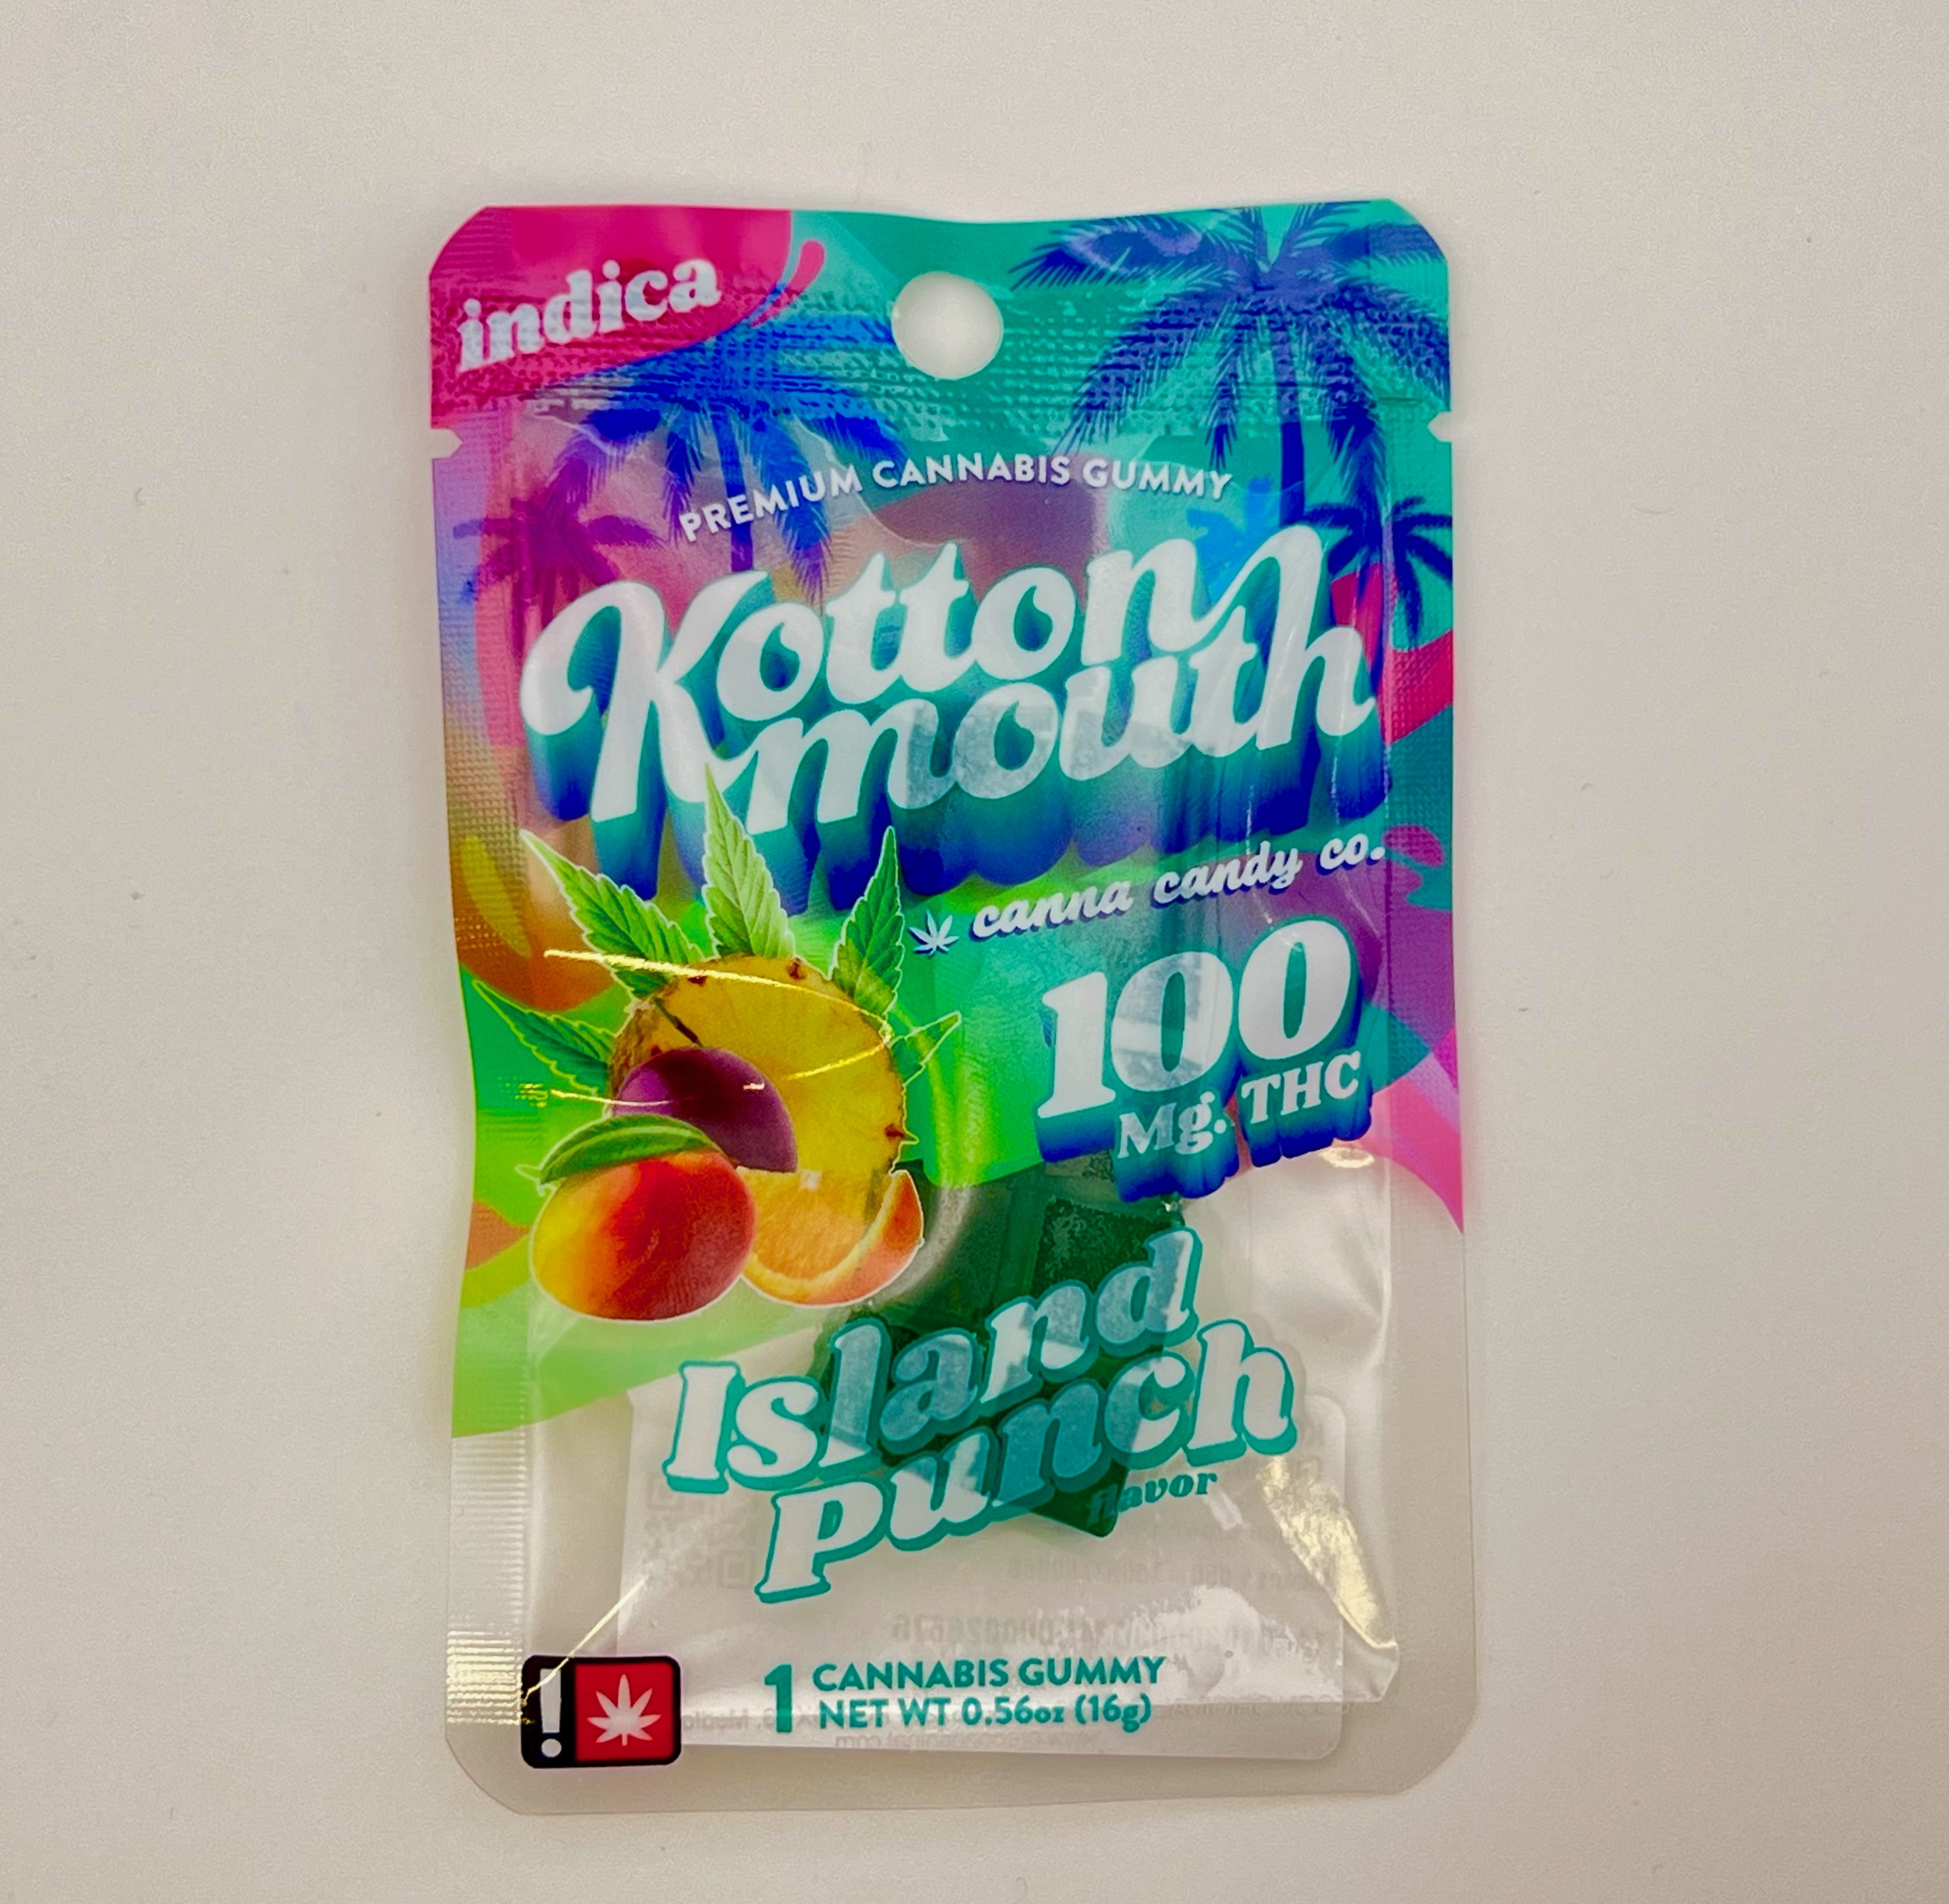 indica
PREMIUM CANNABIS GUMMY
Kotton
mouth
canna candy co.
100
Mg. THC
Island
Punch
flavor
!
1 CANNABIS GUMMY
NET WT 0.56oz (16g)